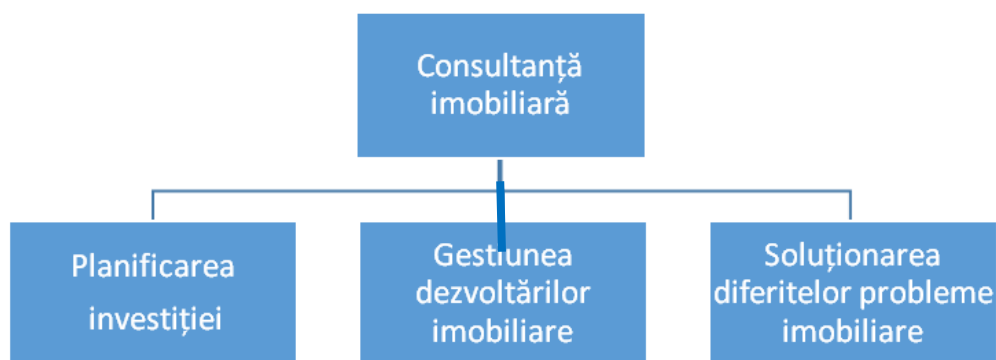 Consultanță
imobiliară
Planificarea
investiției
Gestiunea
dezvoltărilor
imobiliare
Soluționarea
diferitelor probleme
imobiliare